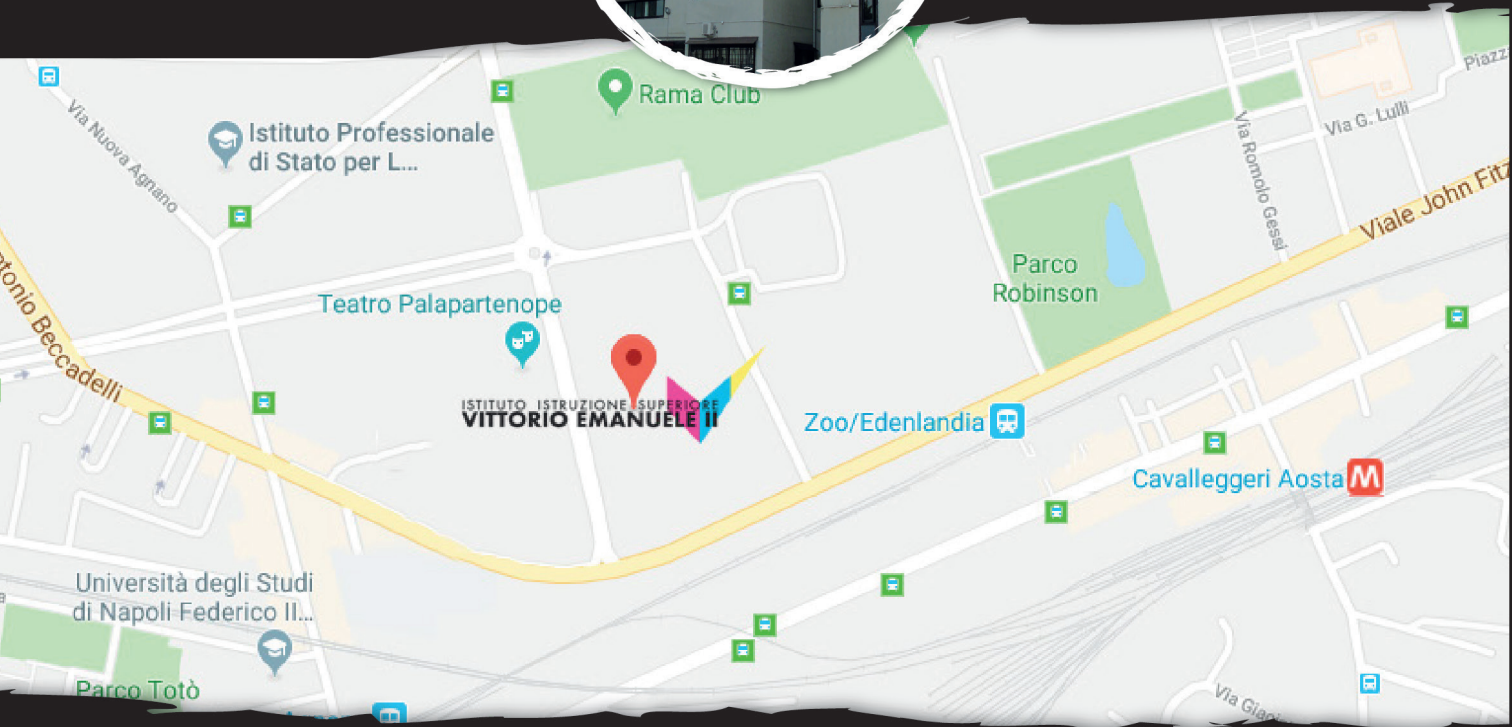 Rama Club
Piazz
Via G. Lulli
Via Nuova Agnano
Istituto Professionale
di Stato per L...
Via Romolo Gessi
Viale John Fitz
Parco
Robinson
Teatro Palapartenope
ntonio Beccadelli
ISTITUTO ISTRUZIONE SUPERIORE
VITTORIO EMANUELE II
Zoo/Edenlandia
Cavalleggeri Aosta
M
Università degli Studi
di Napoli Federico II...
Parco Totò